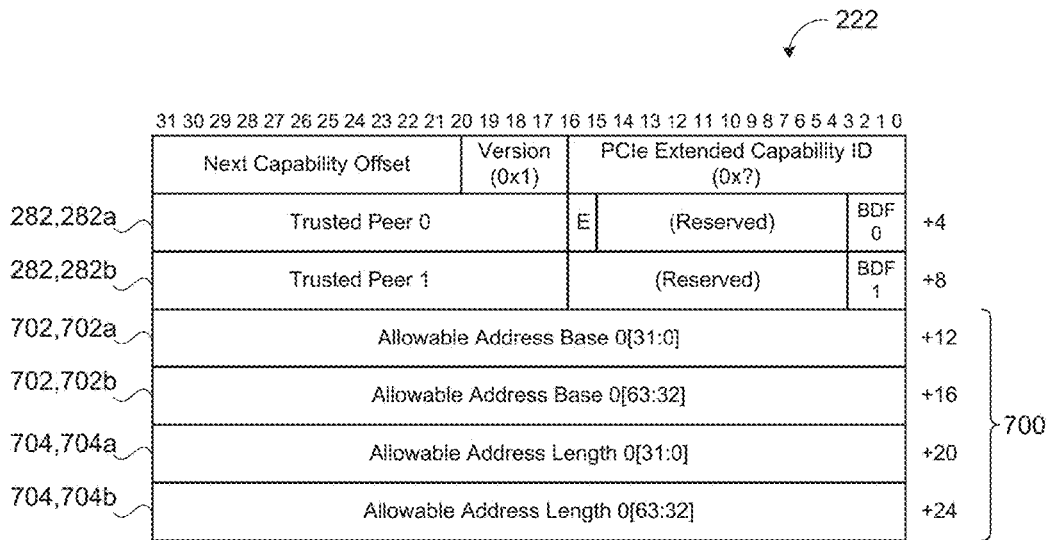 222
31 30 29 28 27 26 25 24 23 22 21 20 19 18 17 16 15 14 13 12 11 10 9 8 7 6 5 4 3 2 1 0
Next Capability Offset
Version
(0x1)
PCIe Extended Capability ID
(0x?)
282,282a
Trusted Peer 0
E
(Reserved)
BDF
0
+4
282,282b
Trusted Peer 1
(Reserved)
BDF
1
+8
702,702a
Allowable Address Base 0[31:0]
+12
702,702b
Allowable Address Base 0[63:32]
+16
704,704a
Allowable Address Length 0[31:0]
+20
704,704b
Allowable Address Length 0[63:32]
+24
700